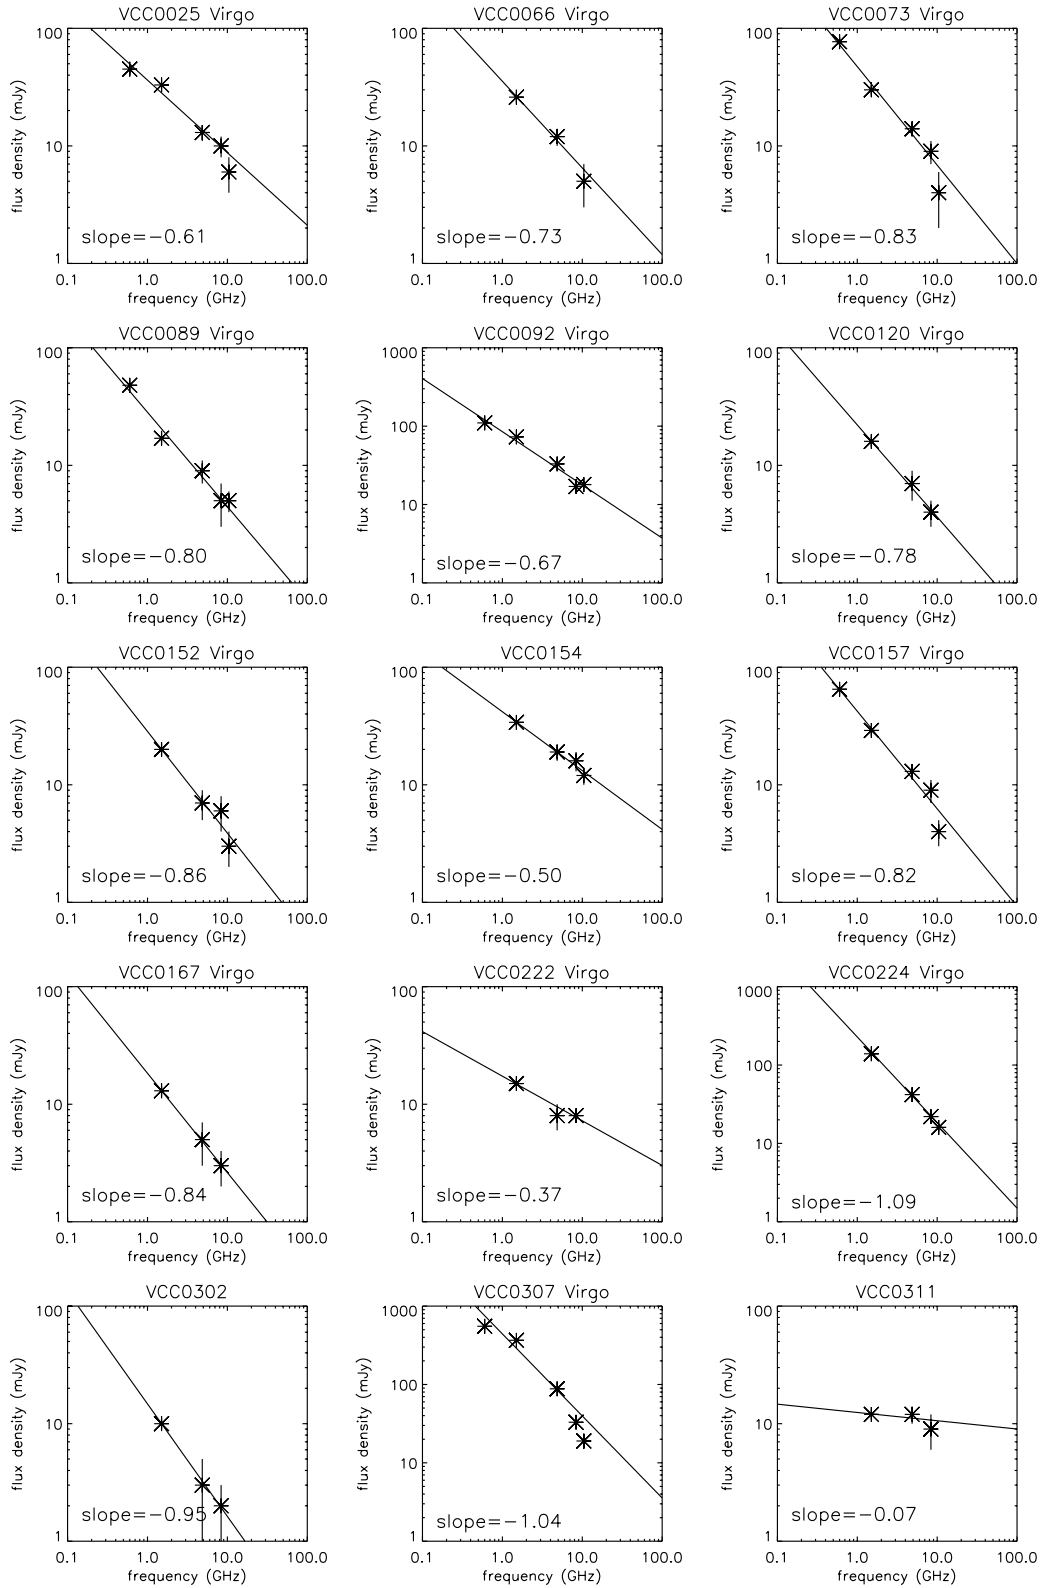 VCC0025 Virgo VCC0066 Virgo VCC0073 Virgo
100 100 100
flux density (mJy) flux density (mJy) flux density (mJy)
10 10 10
slope=−0.61 slope=−0.73 slope=−0.83
1 1 1
0.1 1.0 10.0 100.0 0.1 1.0 10.0 100.0 0.1 1.0 10.0 100.0
frequency (GHz) frequency (GHz) frequency (GHz)
VCC0089 Virgo VCC0092 Virgo VCC0120 Virgo
100 1000 100
flux density (mJy) flux density (mJy) flux density (mJy)
100
10 10
10
slope=−0.80 slope=−0.67 slope=−0.78
1 1 1
0.1 1.0 10.0 100.0 0.1 1.0 10.0 100.0 0.1 1.0 10.0 100.0
frequency (GHz) frequency (GHz) frequency (GHz)
VCC0152 Virgo VCC0154 VCC0157 Virgo
100 100 100
flux density (mJy) flux density (mJy) flux density (mJy)
10 10 10
slope=−0.86 slope=−0.50 slope=−0.82
1 1 1
0.1 1.0 10.0 100.0 0.1 1.0 10.0 100.0 0.1 1.0 10.0 100.0
frequency (GHz) frequency (GHz) frequency (GHz)
VCC0167 Virgo VCC0222 Virgo VCC0224 Virgo
100 100 1000
flux density (mJy) flux density (mJy) flux density (mJy)
100
10 10
10
slope=−0.84 slope=−0.37 slope=−1.09
1 1 1
0.1 1.0 10.0 100.0 0.1 1.0 10.0 100.0 0.1 1.0 10.0 100.0
frequency (GHz) frequency (GHz) frequency (GHz)
VCC0302 VCC0307 Virgo VCC0311
100 1000 100
flux density (mJy) flux density (mJy) flux density (mJy)
100
10 10
10
slope=−0.95 slope=−1.04 slope=−0.07
1 1 1
0.1 1.0 10.0 100.0 0.1 1.0 10.0 100.0 0.1 1.0 10.0 100.0
frequency (GHz) frequency (GHz) frequency (GHz)